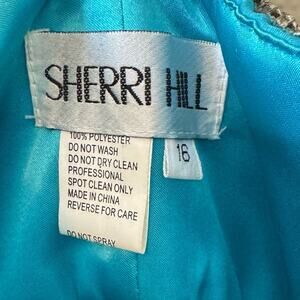 SHERRI HILL
16
100% POLYESTER
DO NOT WASH
DO NOT DRY CLEAN
PROFESSIONAL
SPOT CLEAN ONLY
MADE IN CHINA
REVERSE FOR CARE
DO NOT SPRAY